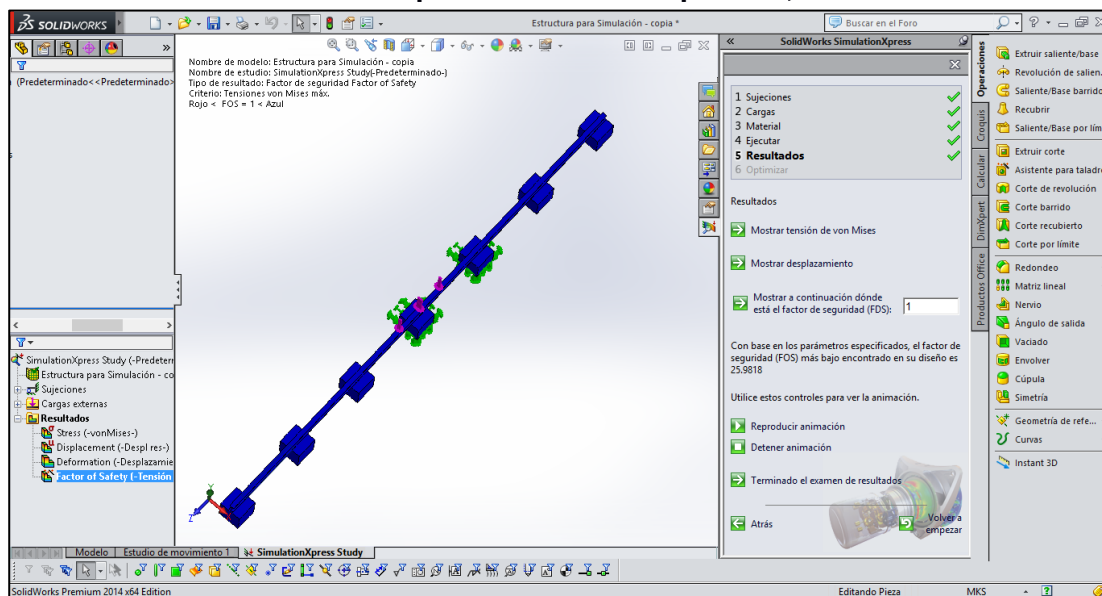 SOLIDWORKS
Estructura para Simulación - copia *
Buscar en el Foro
(Predeterminado<<Predeterminado>
Nombre de modelo: Estructura para Simulación - copia
Nombre de estudio: SimulationXpress Study(-Predeterminado-)
Tipo de resultado: Factor de seguridad Factor of Safety
Criterio: Tensiones von Mises máx.
Rojo < FOS = 1 < Azul
SimulationXpress Study (-Predeterr
Estructura para Simulación - co
Sujeciones
Cargas externas
Resultados
Stress (-vonMises-)
Displacement (-Despl res-)
Deformation (-Desplazamie
Factor of Safety (-Tensión
Y
Z
SolidWorks SimulationXpress
1 Sujeciones
2 Cargas
3 Material
4 Ejecutar
5 Resultados
6 Optimizar
Resultados
Mostrar tensión de von Mises
Mostrar desplazamiento
Mostrar a continuación dónde
está el factor de seguridad (FDS):
1
Con base en los parámetros especificados, el factor de
seguridad (FOS) más bajo encontrado en su diseño es
25.9818
Utilice estos controles para ver la animación.
Reproducir animación
Detener animación
Terminado el examen de resultados
Atrás
Volver a
empezar
Operaciones
Croquis
Calcular
DimXpert
Productos Office
Extruir saliente/base
Revolución de salien.
Saliente/Base barrido
Recubrir
Saliente/Base por lím
Extruir corte
Asistente para taladro
Corte de revolución
Corte barrido
Corte recubierto
Corte por límite
Redondeo
Matriz lineal
Nervio
Ángulo de salida
Vaciado
Envolver
Cúpula
Simetría
Geometría de refe...
Curvas
Instant 3D
Modelo
Estudio de movimiento 1
SimulationXpress Study
SolidWorks Premium 2014 x64 Edition
Editando Pieza
MKS